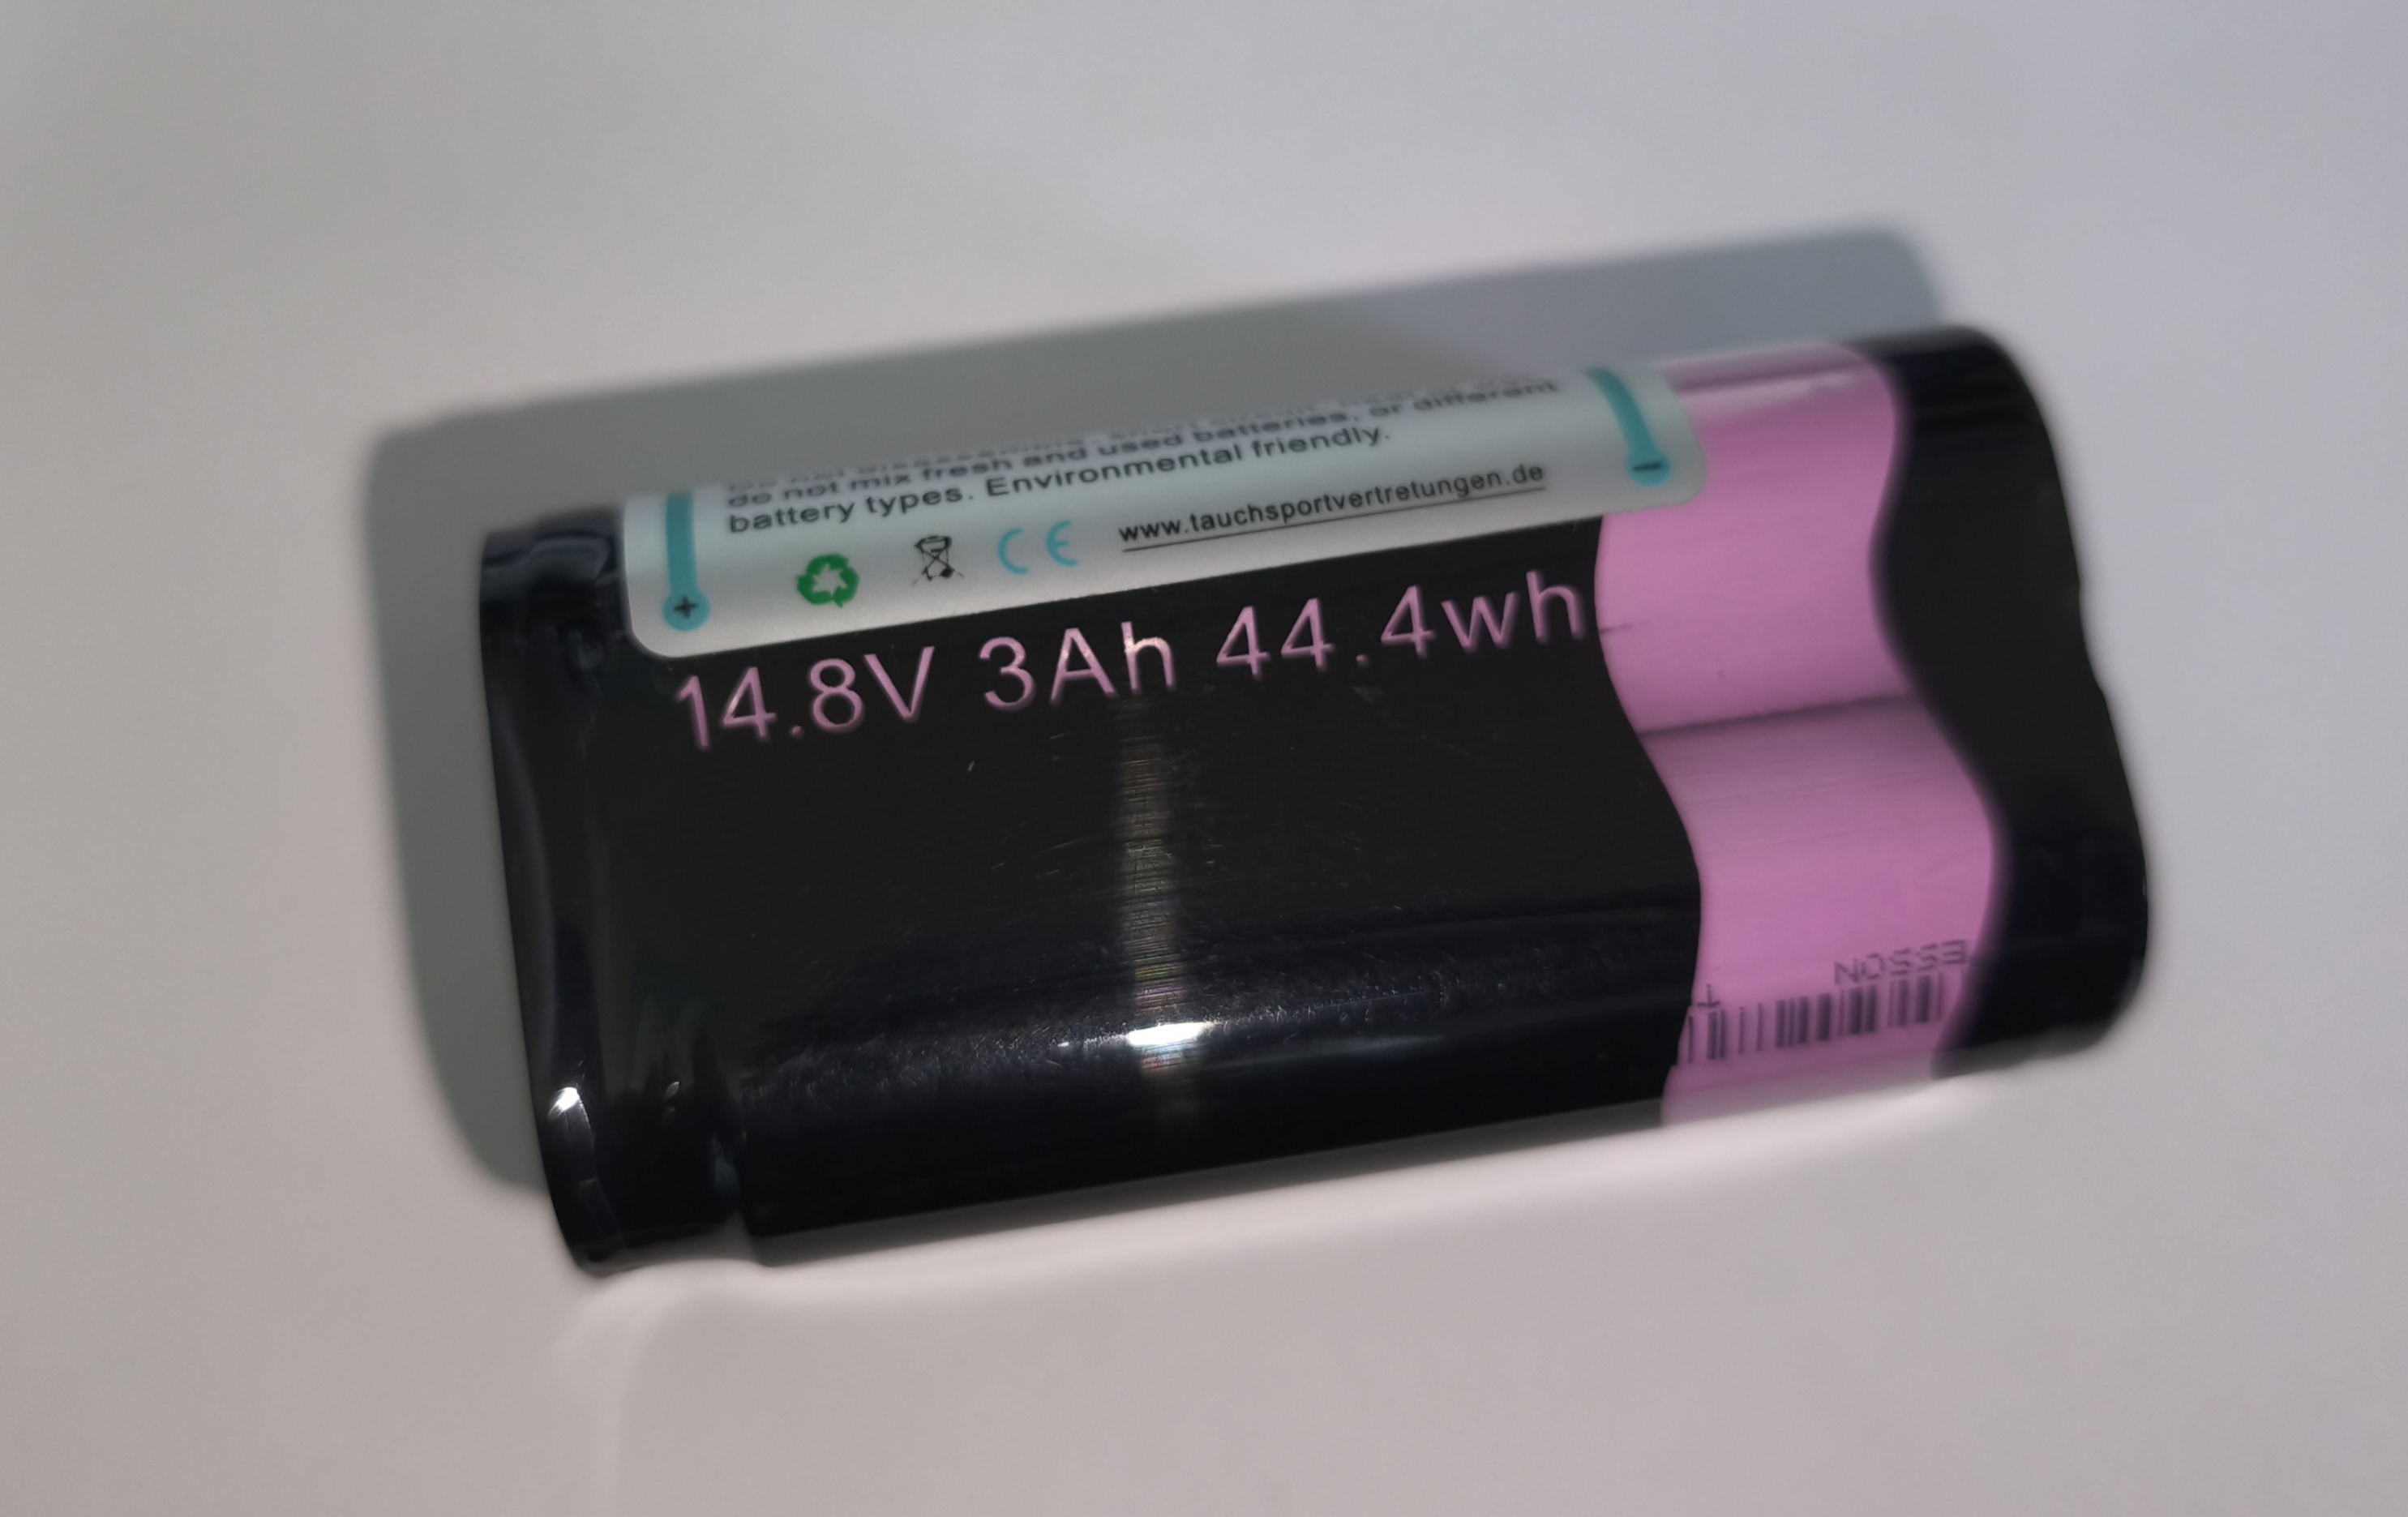 do not mix fresh and used batteries, or different
battery types. Environmental friendly.
CE www.tauchsportvertretungen.de
+ −
14.8V 3Ah 44.4wh